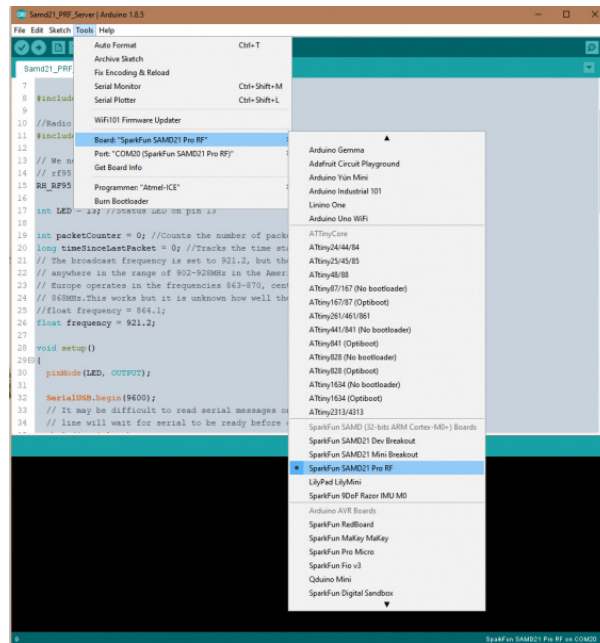 Samd21_PRF_Server | Arduino 1.8.5
File Edit Sketch Tools Help
Samd21_PRF_
Auto Format Ctrl+T
Archive Sketch
Fix Encoding & Reload
Serial Monitor Ctrl+Shift+M
Serial Plotter Ctrl+Shift+L
WiFi101 Firmware Updater
Board: "SparkFun SAMD21 Pro RF"
Port: "COM20 (SparkFun SAMD21 Pro RF)"
Get Board Info
Programmer: "Atmel-ICE"
Burn Bootloader
7
8 #include
9
10 //Radio
11 #include
12
13 // We ne
14 // rf95
15 RH_RF95
16
17 int LED = 13; //Status LED on pin 13
18
19 int packetCounter = 0; //Counts the number of packe
20 long timeSinceLastPacket = 0; //Tracks the time sta
21 // The broadcast frequency is set to 921.2, but the
22 // anywhere in the range of 902-928MHz in the Ameri
23 // Europe operates in the frequencies 863-870, cent
24 // 868MHz.This works but it is unknown how well the
25 //float frequency = 864.1;
26 float frequency = 921.2;
27
28 void setup()
29 {
30 pinMode(LED, OUTPUT);
31
32 SerialUSB.begin(9600);
33 // It may be difficult to read serial messages on
34 // line will wait for serial to be ready before
Arduino Gemma
Adafruit Circuit Playground
Arduino Yún Mini
Arduino Industrial 101
Linino One
Arduino Uno WiFi
ATTinyCore
ATtiny24/44/84
ATtiny25/45/85
ATtiny48/88
ATtiny87/167 (No bootloader)
ATtiny167/87 (Optiboot)
ATtiny261/461/861
ATtiny441/841 (No bootloader)
ATtiny841 (Optiboot)
ATtiny828 (No bootloader)
ATtiny828 (Optiboot)
ATtiny1634 (No bootloader)
ATtiny1634 (Optiboot)
ATtiny2313/4313
SparkFun SAMD (32-bits ARM Cortex-M0+) Boards
SparkFun SAMD21 Dev Breakout
SparkFun SAMD21 Mini Breakout
SparkFun SAMD21 Pro RF
LilyPad LilyMini
SparkFun 9DoF Razor IMU M0
Arduino AVR Boards
SparkFun RedBoard
SparkFun MaKey MaKey
SparkFun Pro Micro
SparkFun Fio v3
Qduino Mini
SparkFun Digital Sandbox
9
SparkFun SAMD21 Pro RF on COM20